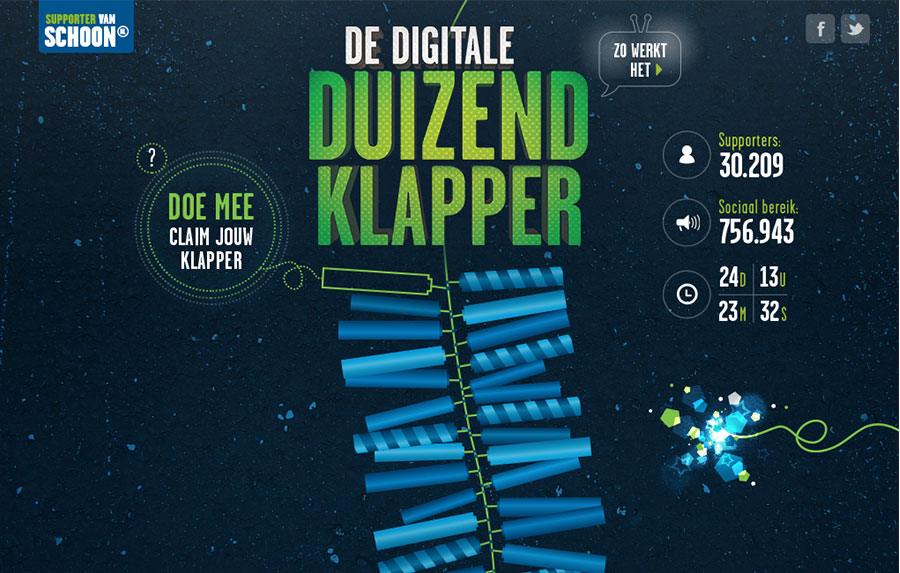 SUPPORTER VAN
SCHOON®
DE DIGITALE
DUIZEND
KLAPPER
ZO WERKT
HET
f
?
DOE MEE
CLAIM JOUW
KLAPPER
Supporters:
30.209
Sociaal bereik:
756.943
24D 13U
23M 32S